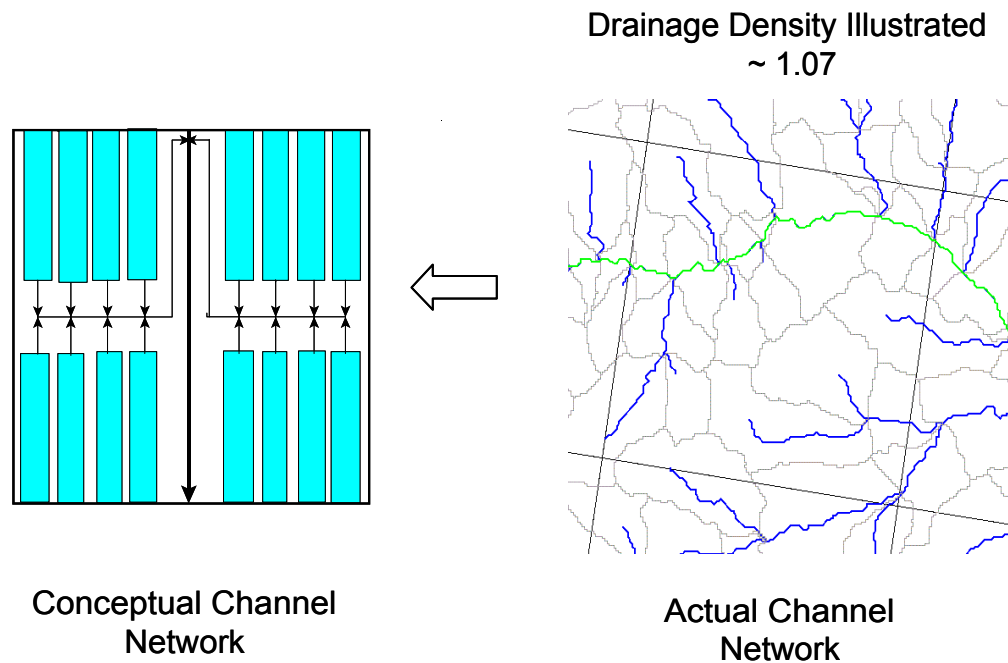 Drainage Density Illustrated
~ 1.07
Conceptual Channel
Network
Actual Channel
Network